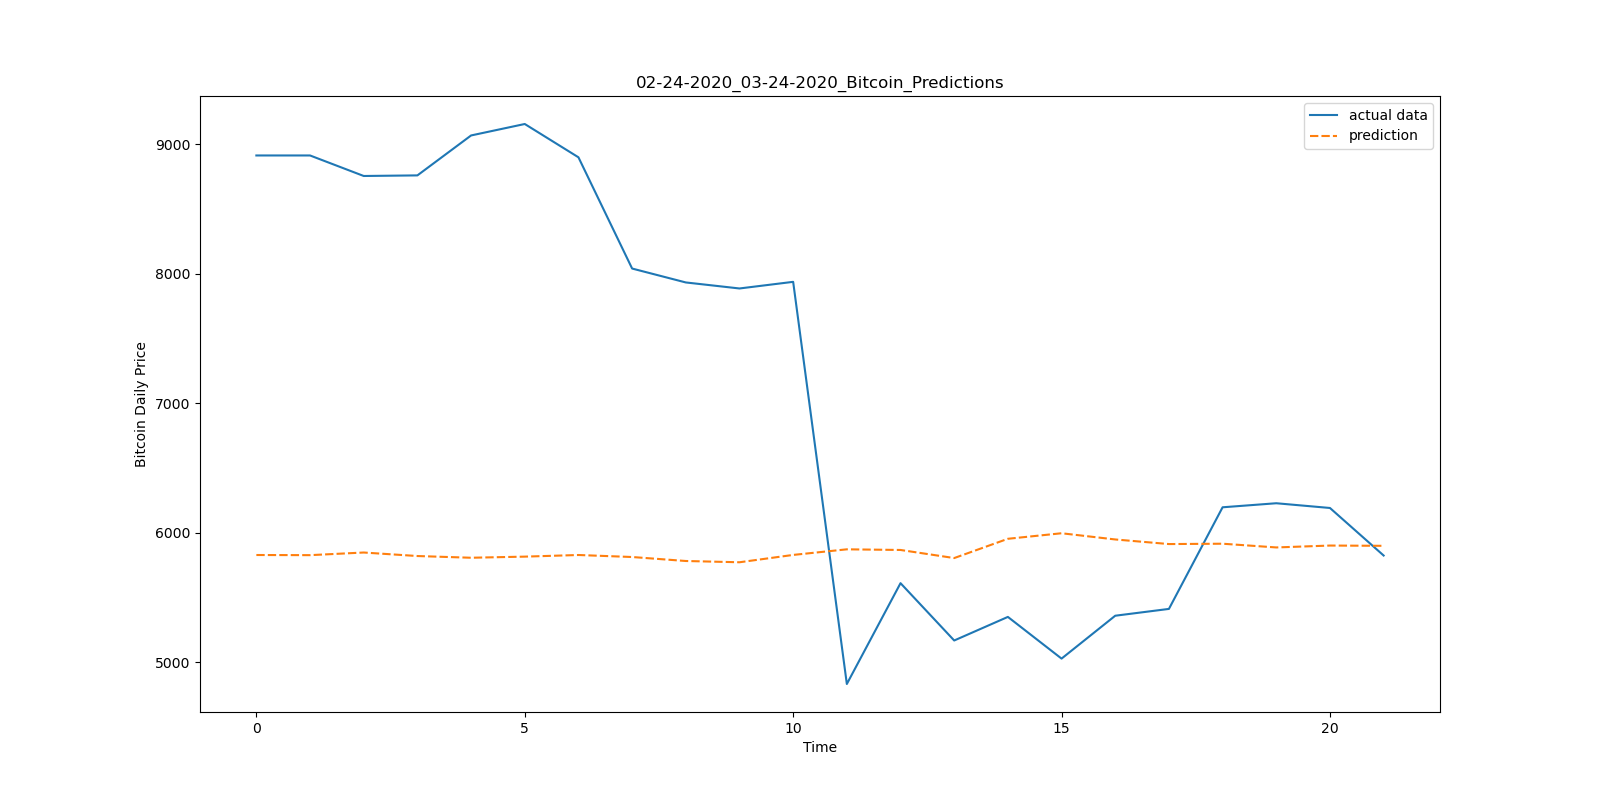 02-24-2020_03-24-2020_Bitcoin_Predictions
actual data
prediction
Bitcoin Daily Price
9000
8000
7000
6000
5000
0 5 10 15 20
Time